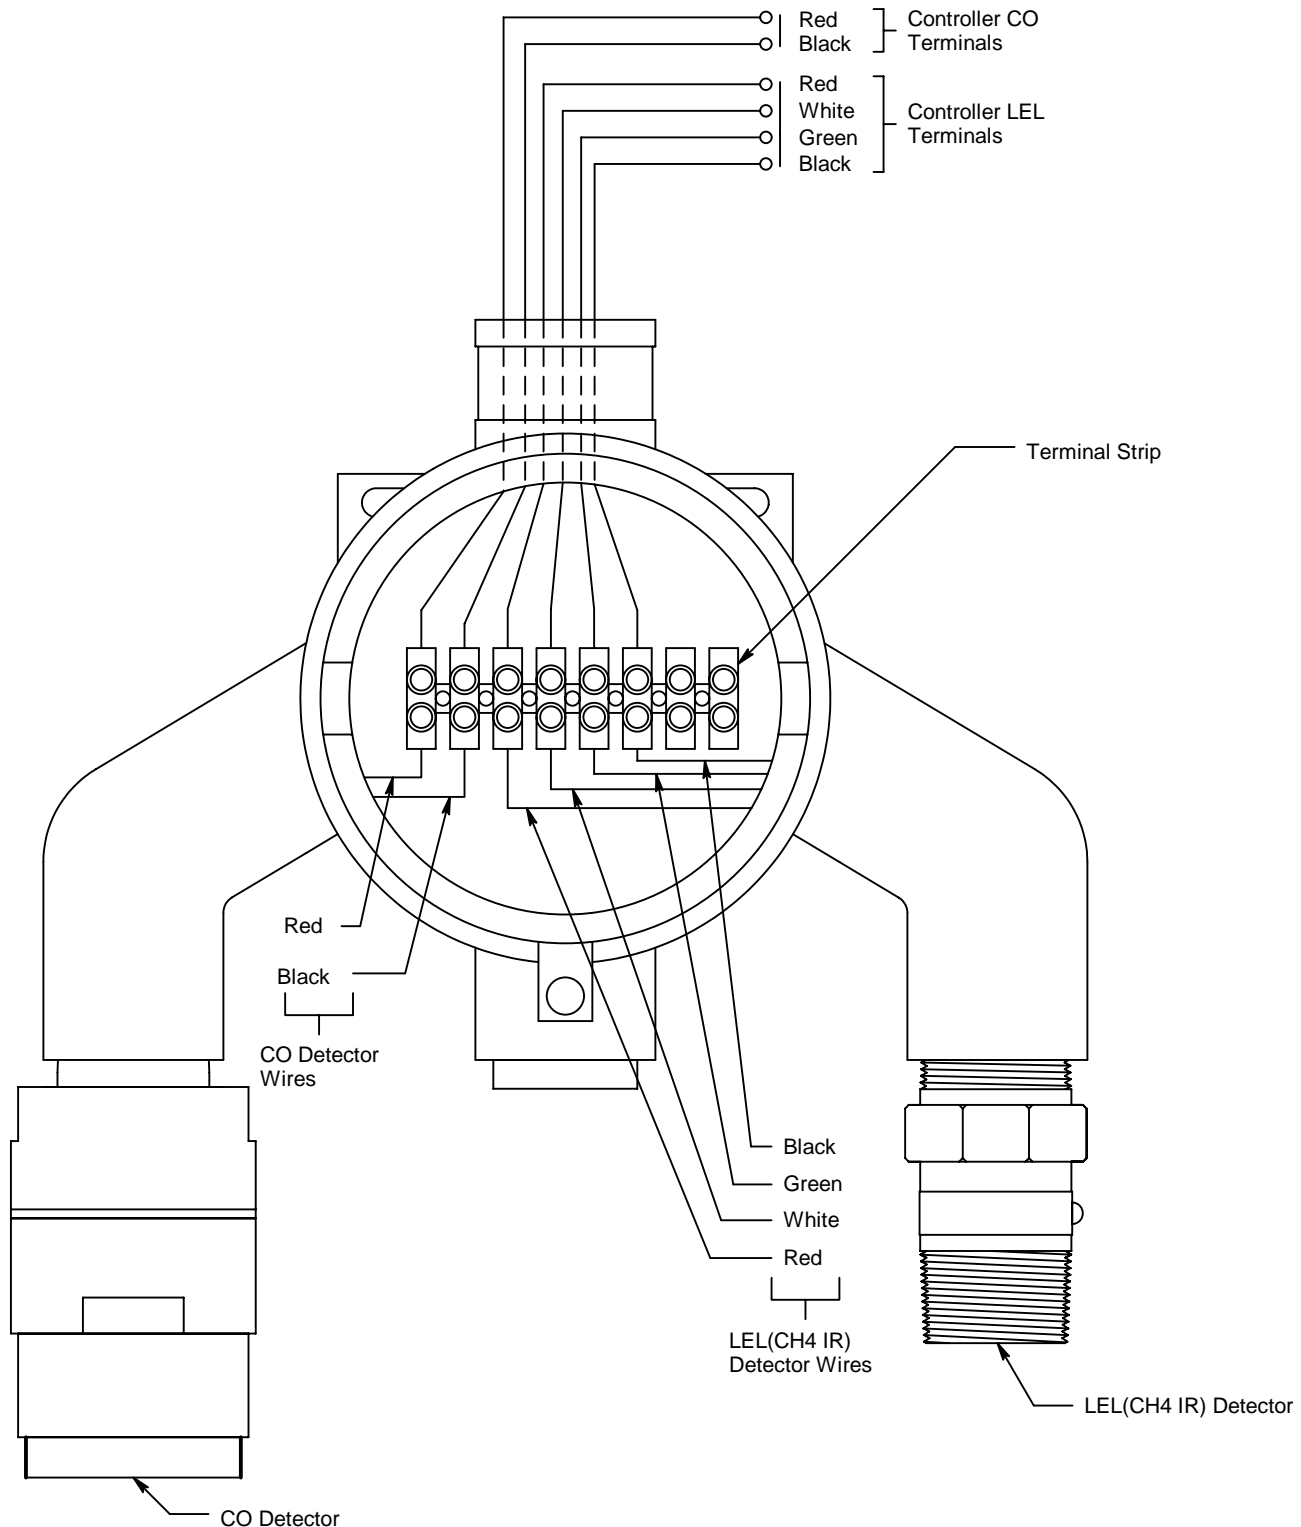 Red
Black
Controller CO
Terminals
Red
White
Green
Black
Controller LEL
Terminals
Terminal Strip
Red
Black
CO Detector
Wires
Black
Green
White
Red
LEL(CH4 IR)
Detector Wires
LEL(CH4 IR) Detector
CO Detector